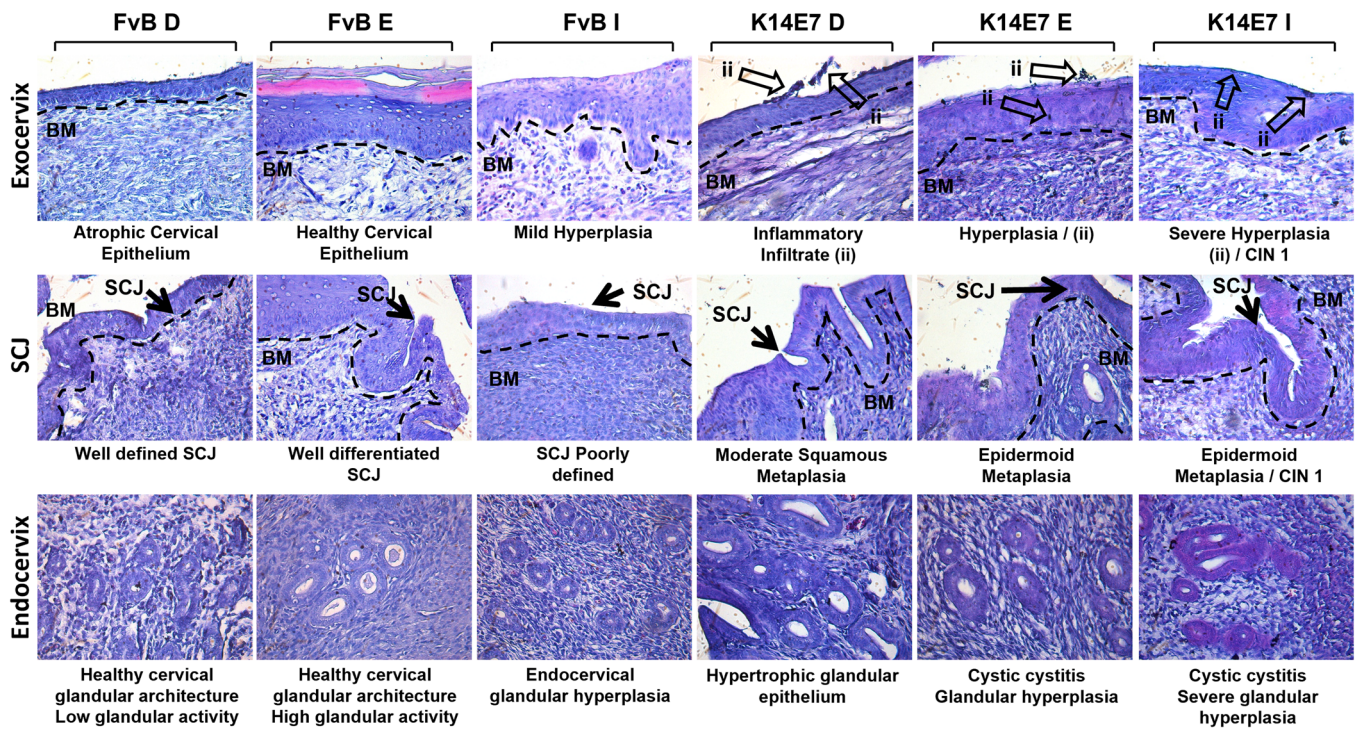 FvB D
FvB E
FvB I
K14E7 D
K14E7 E
K14E7 I
Exocervix
BM
BM
BM
ii
ii
BM
ii
ii
BM
BM
ii
ii
Atrophic Cervical
Epithelium
Healthy Cervical
Epithelium
Mild Hyperplasia
Inflammatory
Infiltrate (ii)
Hyperplasia / (ii)
Severe Hyperplasia
(ii) / CIN 1
SCJ
SCJ
BM
SCJ
BM
SCJ
BM
SCJ
BM
SCJ
BM
SCJ
BM
Well defined SCJ
Well differentiated
SCJ
SCJ Poorly
defined
Moderate Squamous
Metaplasia
Epidermoid
Metaplasia
Epidermoid
Metaplasia / CIN 1
Endocervix
Healthy cervical
glandular architecture
Low glandular activity
Healthy cervical
glandular architecture
High glandular activity
Endocervical
glandular hyperplasia
Hypertrophic glandular
epithelium
Cystic cystitis
Glandular hyperplasia
Cystic cystitis
Severe glandular
hyperplasia